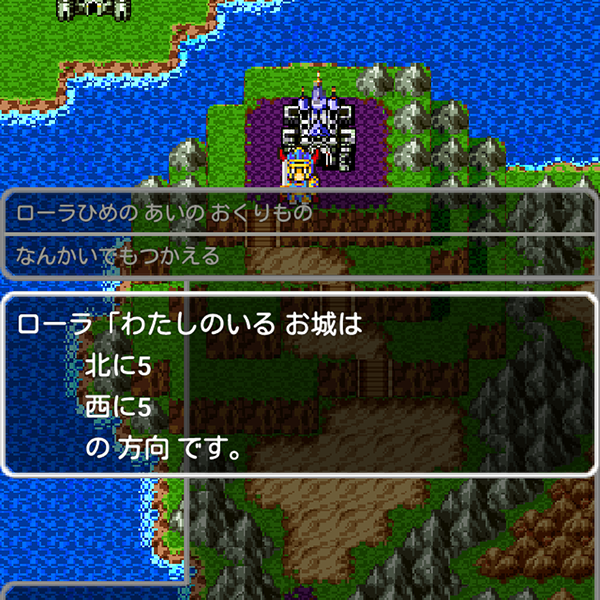 ローラひめの あいの おくりもの
なんかいでもつかえる
ローラ「わたしのいる お城は
北に5
西に5
の 方向 です。